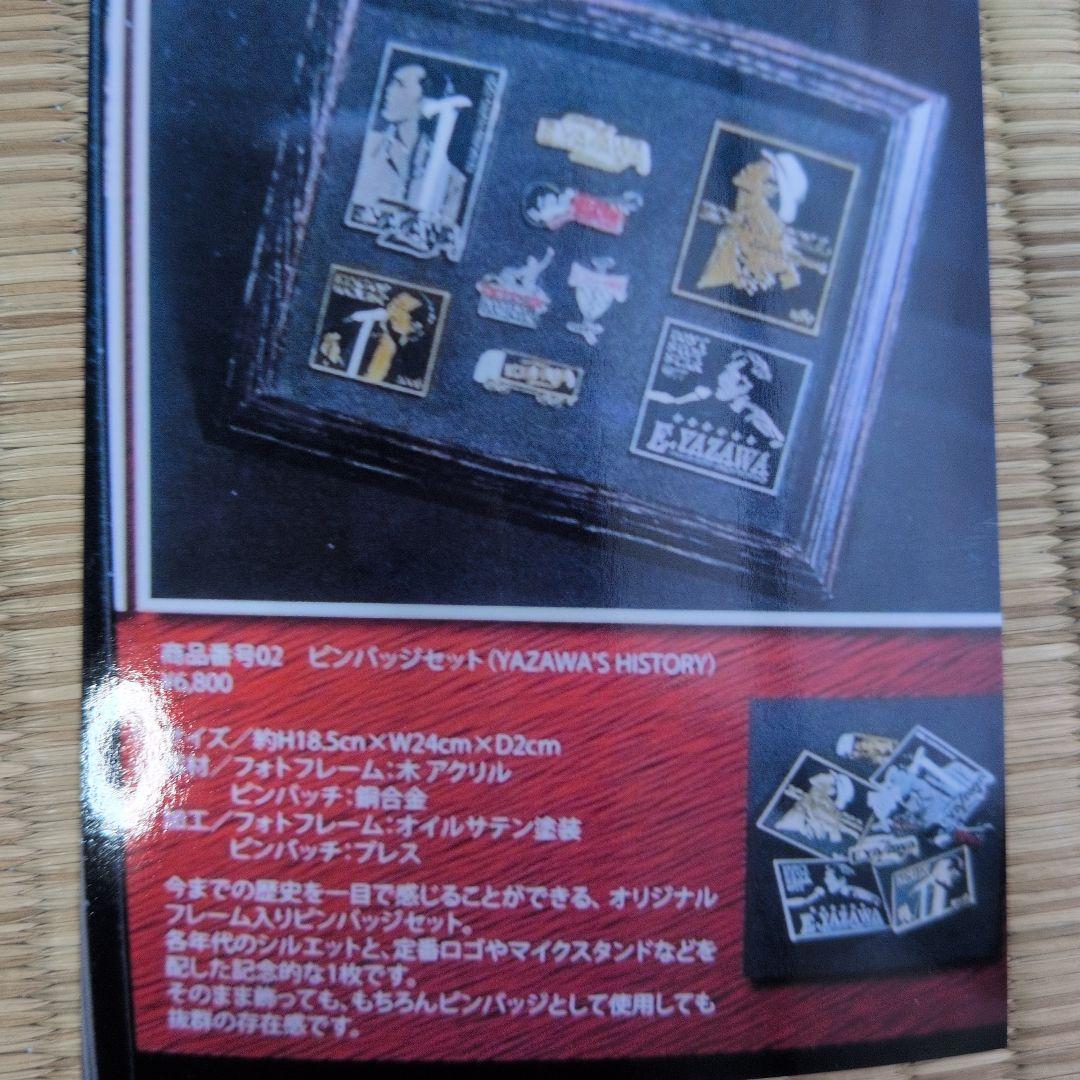 E.YAZAWA
商品番号02 ピンバッジセット(YAZAWA'S HISTORY)
¥6,800
イズ/約H18.5cm×W24cm×D2cm
材/フォトフレーム:木 アクリル
ピンバッチ:銅合金
加工/フォトフレーム:オイルサテン塗装
ピンバッチ:プレス
今までの歴史を一目で感じることができる、オリジナル
フレーム入りピンバッジセット。
各年代のシルエットと、定番ロゴやマイクスタンドなどを
配した記念的な1枚です。
そのまま飾っても、もちろんピンバッジとして使用しても
抜群の存在感です。
E.YAZAWA